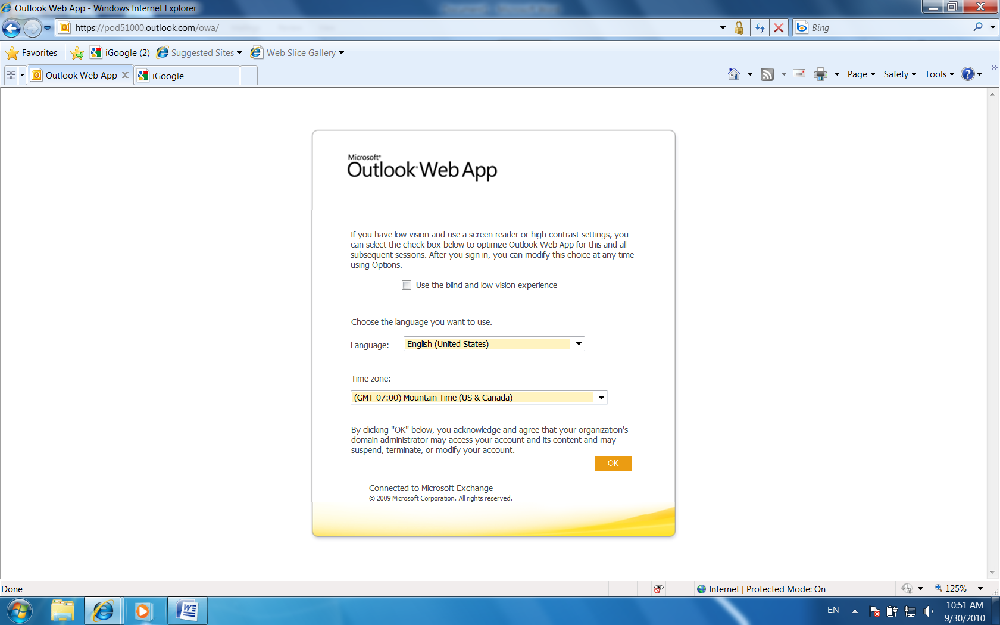 Outlook Web App - Windows Internet Explorer
https://pod51000.outlook.com/owa/
Bing
Favorites
iGoogle (2)
Suggested Sites
Web Slice Gallery
Outlook Web App
iGoogle
Page
Safety
Tools
Microsoft®
Outlook® Web App
If you have low vision and use a screen reader or high contrast settings, you
can select the check box below to optimize Outlook Web App for this and all
subsequent sessions. After you sign in, you can modify this choice at any time
using Options.
Use the blind and low vision experience
Choose the language you want to use.
Language: English (United States)
Time zone:
(GMT-07:00) Mountain Time (US & Canada)
By clicking "OK" below, you acknowledge and agree that your organization's
domain administrator may access your account and its content and may
suspend, terminate, or modify your account.
OK
Connected to Microsoft Exchange
© 2009 Microsoft Corporation. All rights reserved.
Done
Internet | Protected Mode: On
125%
EN
10:51 AM
9/30/2010